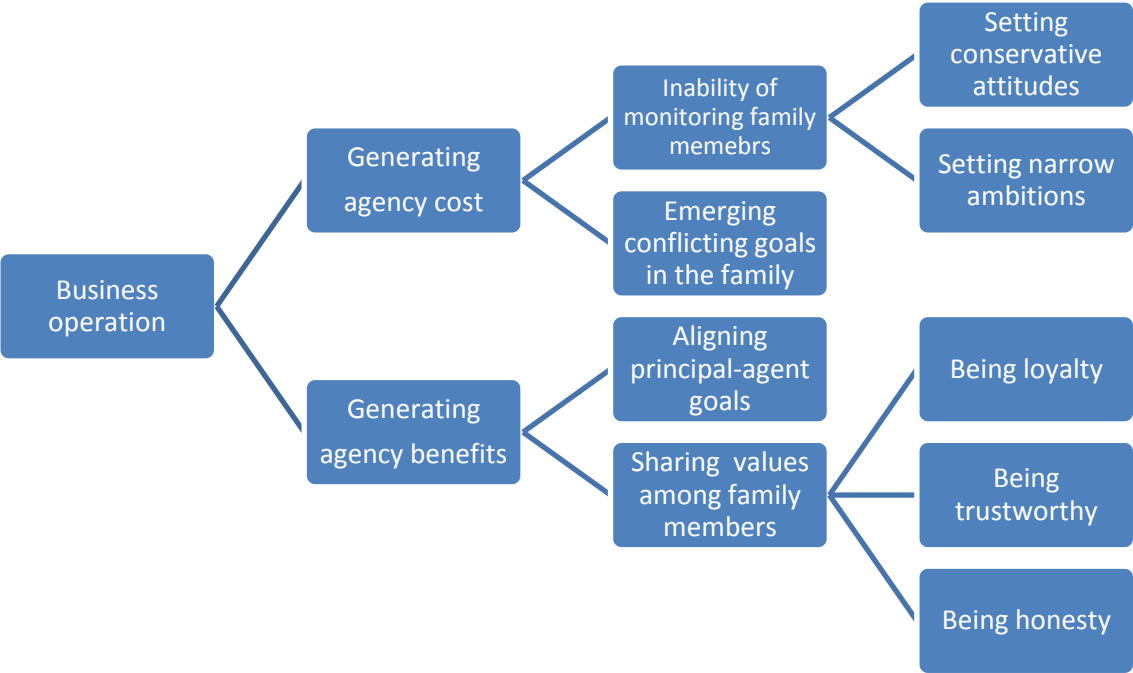 Business
operation
Generating
agency cost
Inability of
monitoring family
memebrs
Setting
conservative
attitudes
Setting narrow
ambitions
Emerging
conflicting goals
in the family
Generating
agency benefits
Aligning
principal-agent
goals
Sharing values
among family
members
Being loyalty
Being
trustworthy
Being honesty